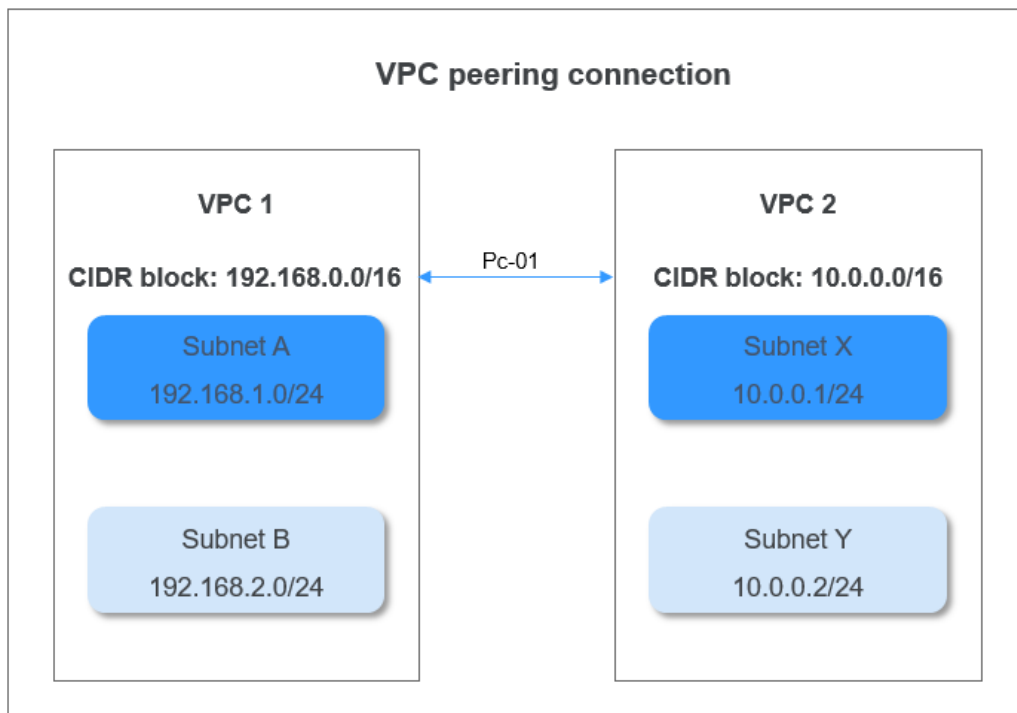 VPC peering connection
VPC 1
CIDR block: 192.168.0.0/16
Subnet A
192.168.1.0/24
Subnet B
192.168.2.0/24
Pc-01
VPC 2
CIDR block: 10.0.0.0/16
Subnet X
10.0.0.1/24
Subnet Y
10.0.0.2/24